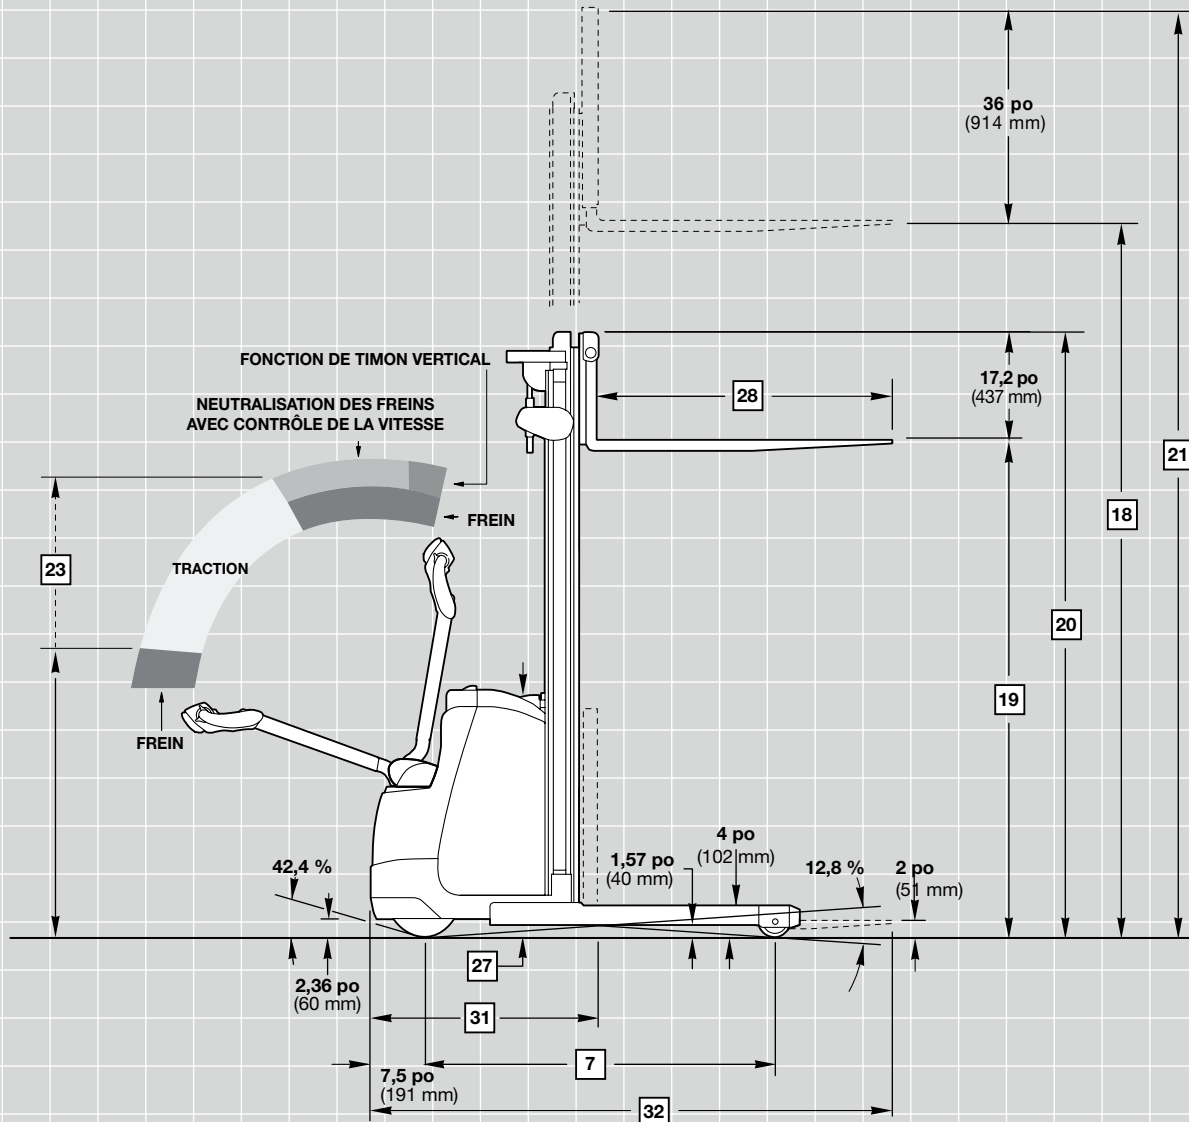 36 po
(914 mm)
FONCTION DE TIMON VERTICAL
17,2 po
(437 mm)
28
NEUTRALISATION DES FREINS
AVEC CONTRÔLE DE LA VITESSE
21
18
FREIN
23
TRACTION
20
19
FREIN
4 po
(102 mm)
1,57 po
(40 mm)
12,8 %
2 po
(51 mm)
42,4 %
27
2,36 po
(60 mm)
31
7
7,5 po
(191 mm)
32